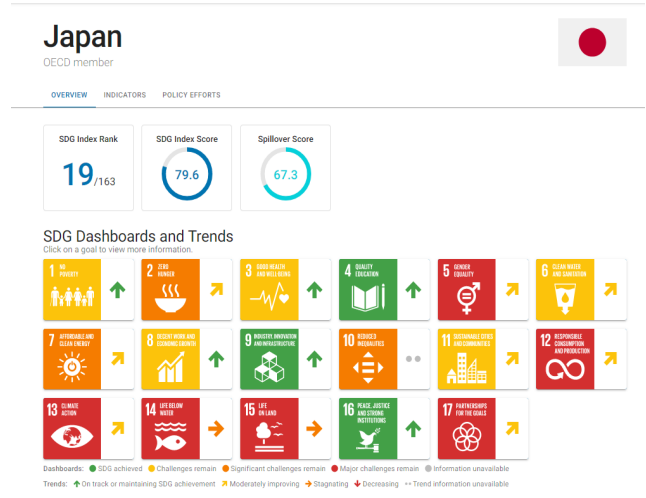 Japan
OECD member
OVERVIEW INDICATORS POLICY EFFORTS
SDG Index Rank
19/163
SDG Index Score
79.6
Spillover Score
67.3
SDG Dashboards and Trends
Click on a goal to view more information.
1 NO
POVERTY
2 ZERO
HUNGER
3 GOOD HEALTH
AND WELL-BEING
4 QUALITY
EDUCATION
5 GENDER
EQUALITY
6 CLEAN WATER
AND SANITATION
7 AFFORDABLE AND
CLEAN ENERGY
8 DECENT WORK AND
ECONOMIC GROWTH
9 INDUSTRY, INNOVATION
AND INFRASTRUCTURE
10 REDUCED
INEQUALITIES
11 SUSTAINABLE CITIES
AND COMMUNITIES
12 RESPONSIBLE
CONSUMPTION
AND PRODUCTION
13 CLIMATE
ACTION
14 LIFE BELOW
WATER
15 LIFE
ON LAND
16 PEACE, JUSTICE
AND STRONG
INSTITUTIONS
17 PARTNERSHIPS
FOR THE GOALS
Dashboards: SDG achieved Challenges remain Significant challenges remain Major challenges remain Information unavailable
Trends: On track or maintaining SDG achievement Moderately improving Stagnating Decreasing Trend information unavailable